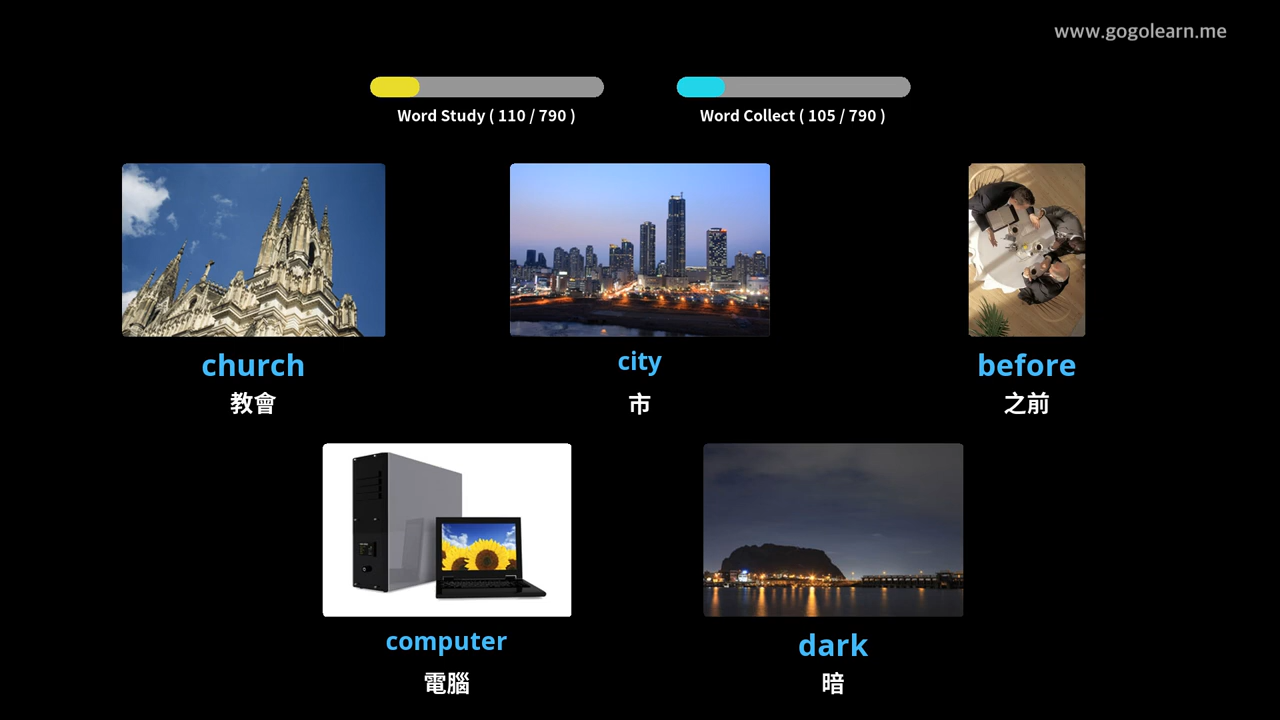 www.gogolearn.me
Word Study ( 110 / 790 )
Word Collect ( 105 / 790 )
church
教會
city
市
before
之前
computer
電腦
dark
暗